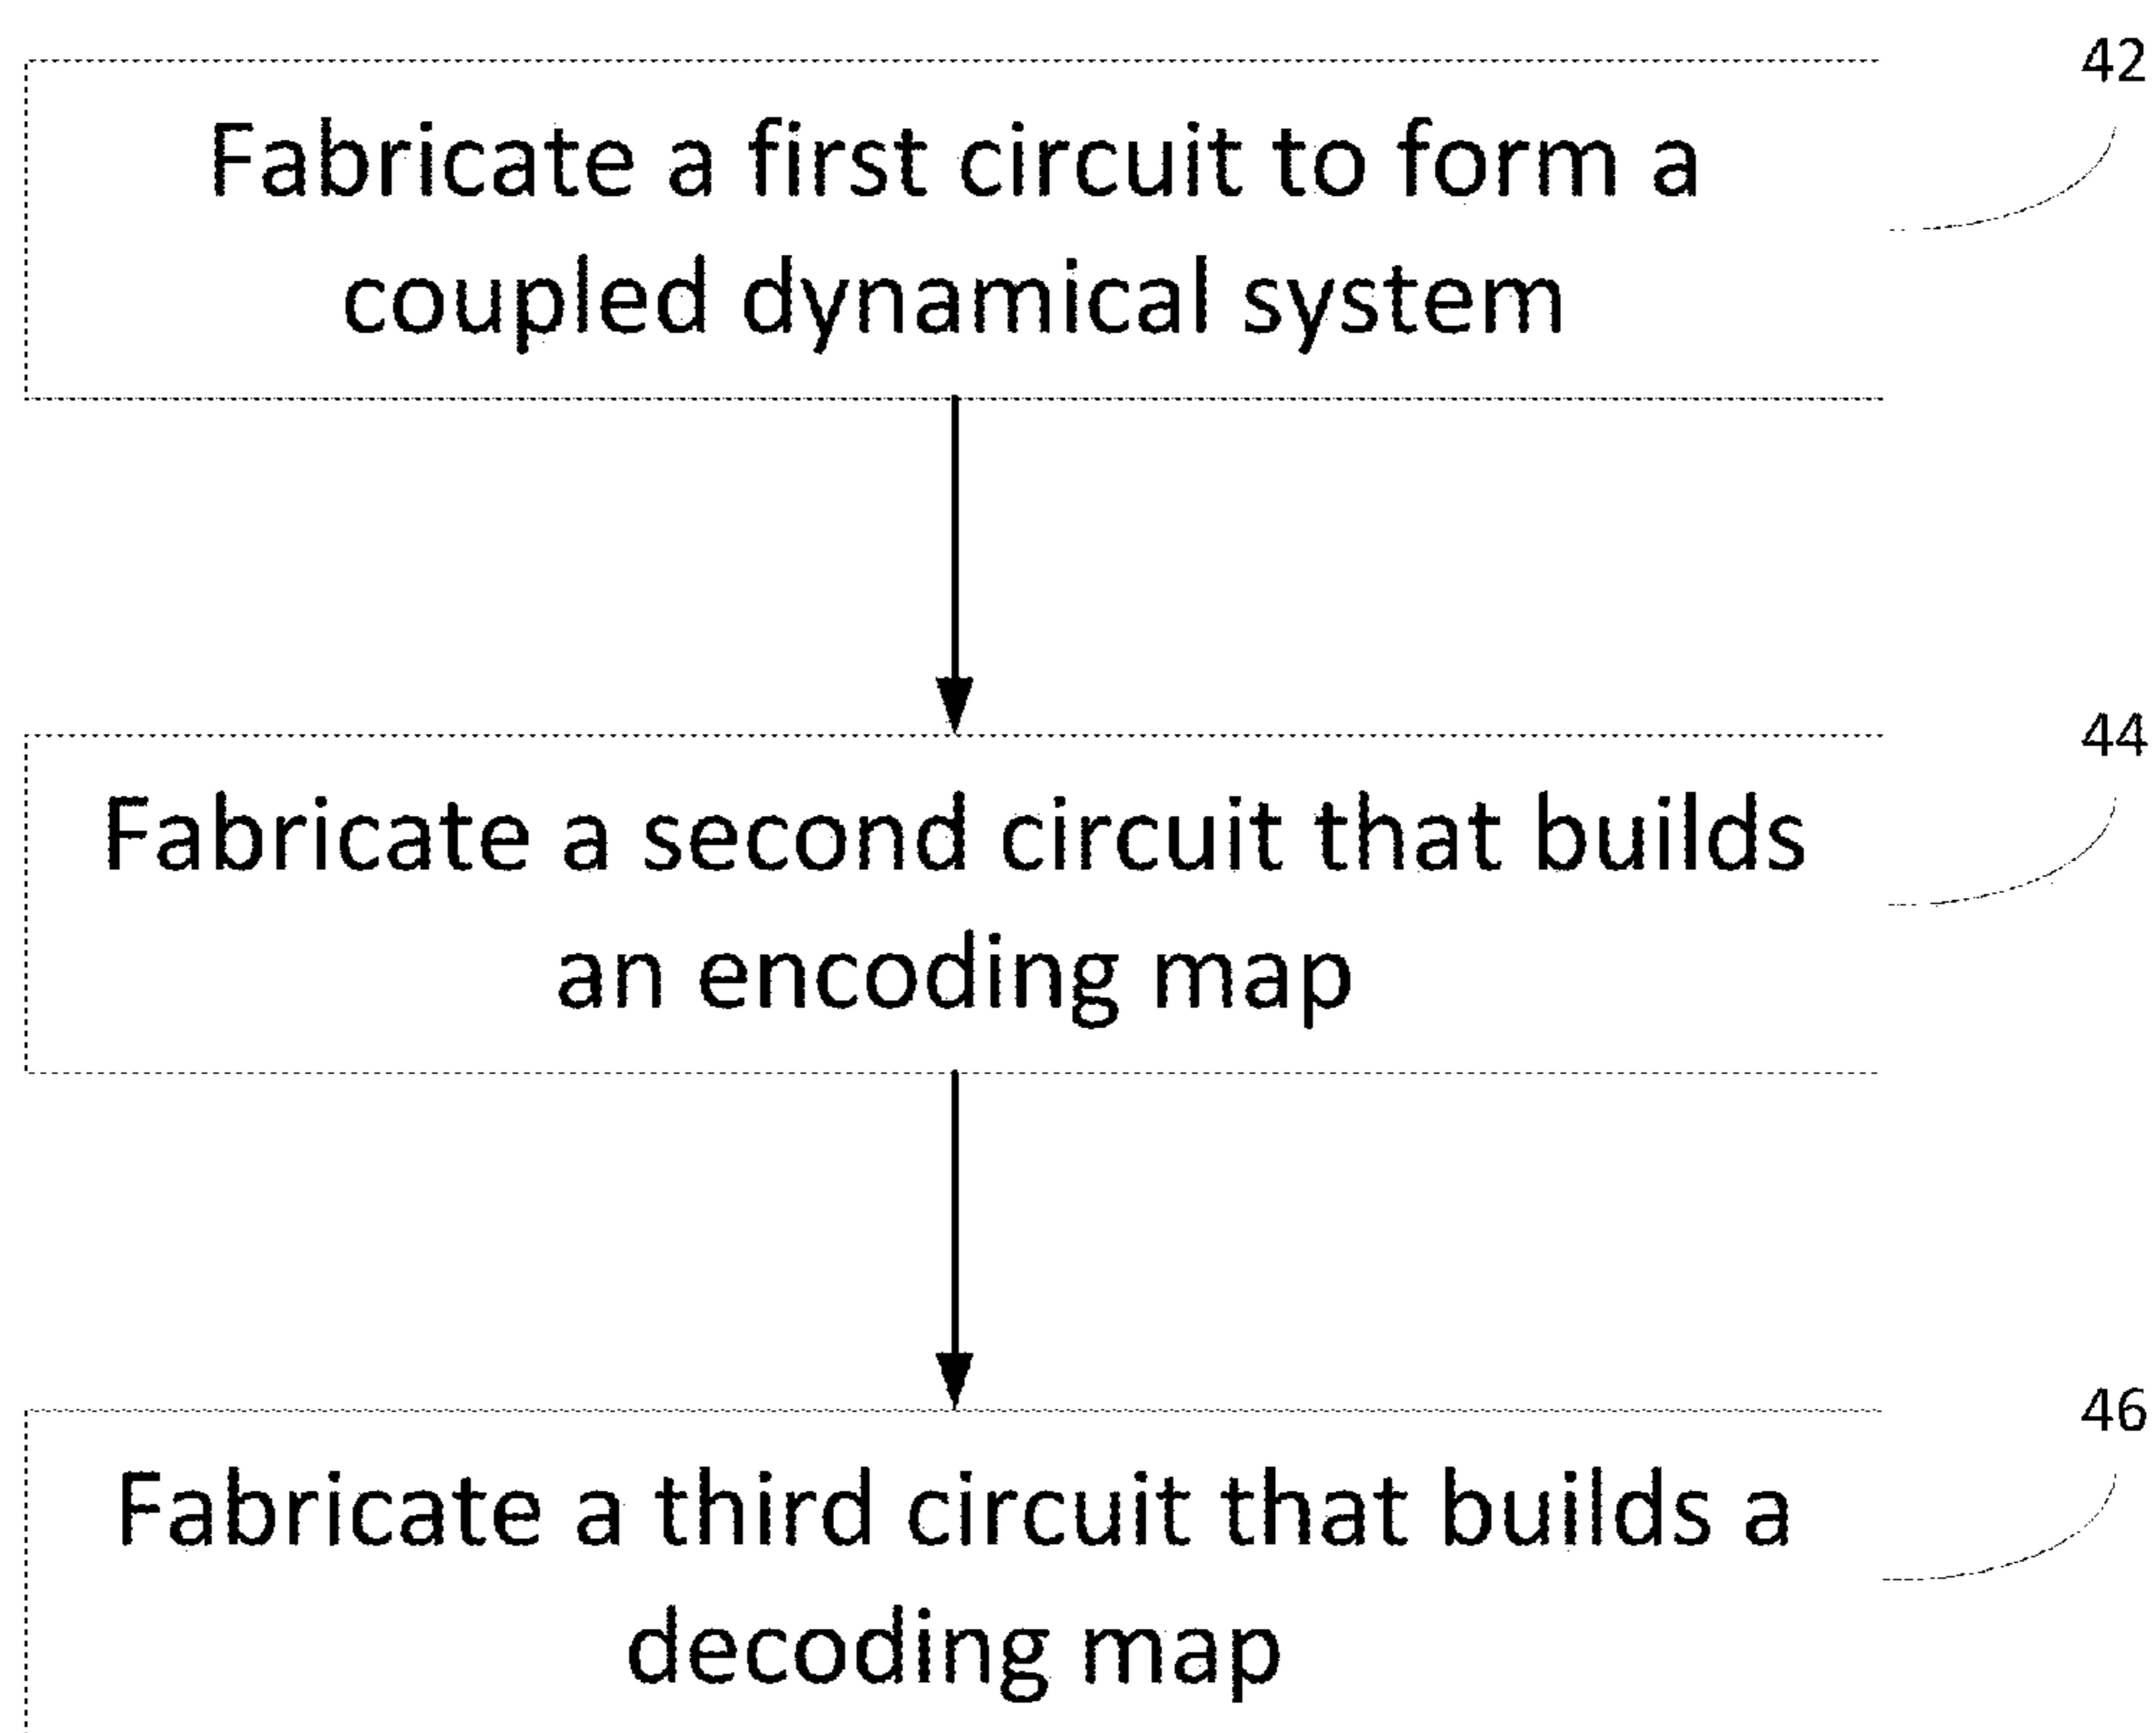 42
Fabricate a first circuit to form a
coupled dynamical system
44
Fabricate a second circuit that builds
an encoding map
46
Fabricate a third circuit that builds a
decoding map